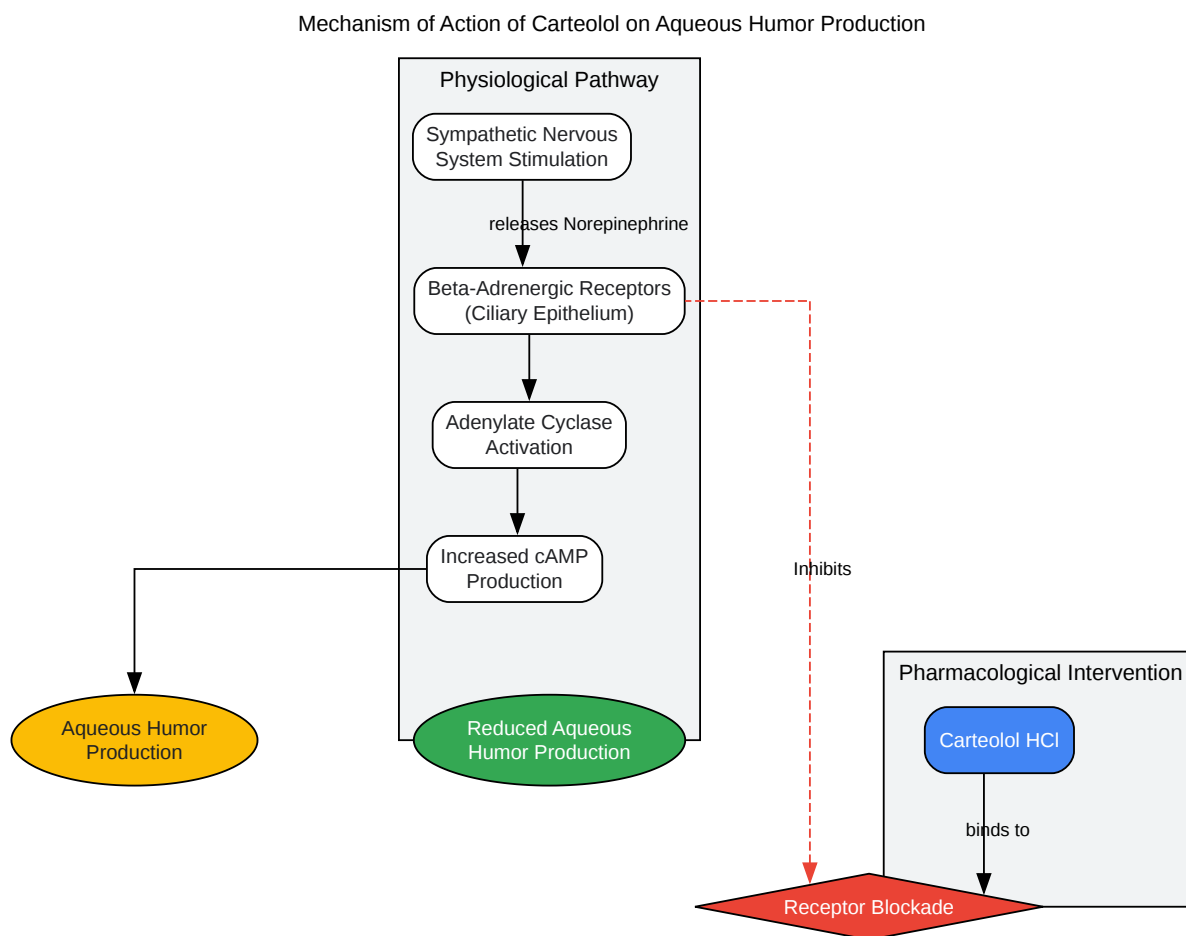 Mechanism of Action of Carteolol on Aqueous Humor Production
Physiological Pathway
Sympathetic Nervous
System Stimulation
releases Norepinephrine
Beta-Adrenergic Receptors
(Ciliary Epithelium)
Adenylate Cyclase
Activation
Increased cAMP
Production
Inhibits
Aqueous Humor
Production
Reduced Aqueous
Humor Production
Pharmacological Intervention
Carteolol HCl
binds to
Receptor Blockade